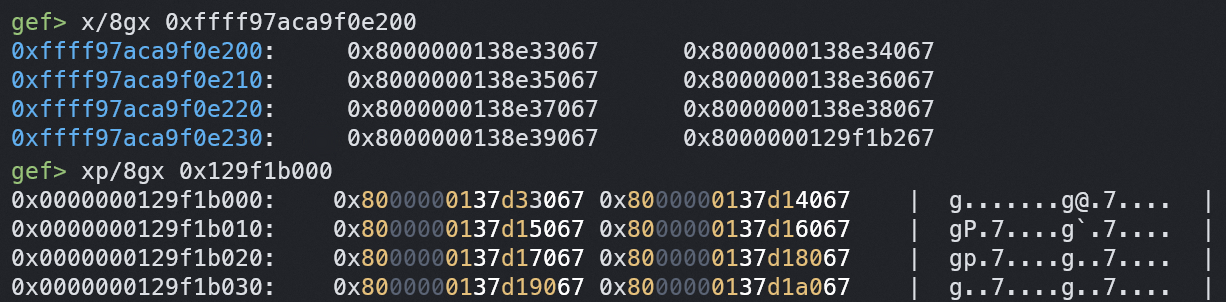 gef> x/8gx 0xffff97aca9f0e200
0xffff97aca9f0e200: 0x8000000138e33067 0x8000000138e34067
0xffff97aca9f0e210: 0x8000000138e35067 0x8000000138e36067
0xffff97aca9f0e220: 0x8000000138e37067 0x8000000138e38067
0xffff97aca9f0e230: 0x8000000138e39067 0x8000000129f1b267
gef> xp/8gx 0x129f1b000
0x0000000129f1b000: 0x8000000137d33067 0x8000000137d14067 | g.......g@.7.... |
0x0000000129f1b010: 0x8000000137d15067 0x8000000137d16067 | gP.7....g`.7.... |
0x0000000129f1b020: 0x8000000137d17067 0x8000000137d18067 | gp.7....g..7.... |
0x0000000129f1b030: 0x8000000137d19067 0x8000000137d1a067 | g..7....g..7.... |